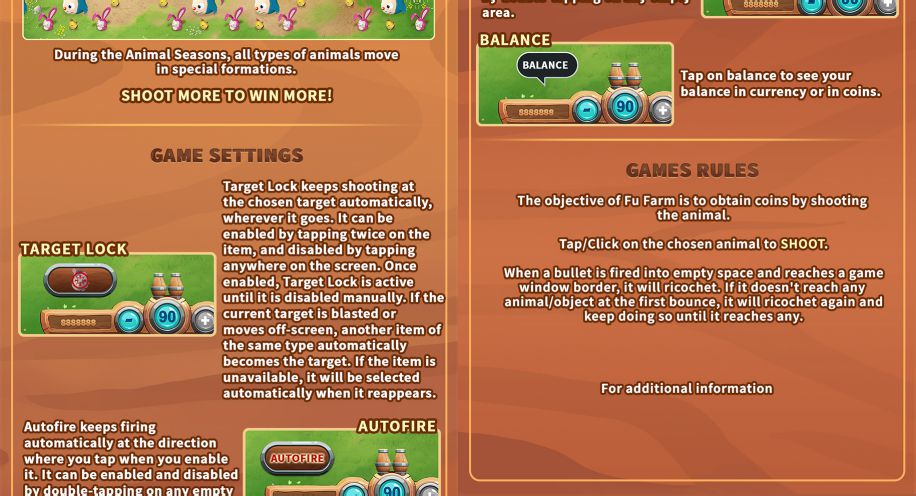 During the Animal Seasons, all types of animals move
in special formations.
SHOOT MORE TO WIN MORE!
GAME SETTINGS
TARGET LOCK
88888888
90
Target Lock keeps shooting at
the chosen target automatically,
wherever it goes. It can be
enabled by tapping twice on the
item, and disabled by tapping
anywhere on the screen. Once
enabled, Target Lock is active
until it is disabled manually. If the
current target is blasted or
moves off-screen, another item of
the same type automatically
becomes the target. If the item is
unavailable, it will be selected
automatically when it reappears.
Autofire keeps firing
automatically at the direction
where you tap when you enable
it. It can be enabled and disabled
by double-tapping on any empty
AUTOFIRE
AUTOFIRE
90
area.
BALANCE
BALANCE
88888888
90
Tap on balance to see your
balance in currency or in coins.
GAMES RULES
The objective of Fu Farm is to obtain coins by shooting
the animal.
Tap/Click on the chosen animal to SHOOT.
When a bullet is fired into empty space and reaches a game
window border, it will ricochet. If it doesn't reach any
animal/object at the first bounce, it will ricochet again and
keep doing so until it reaches any.
For additional information